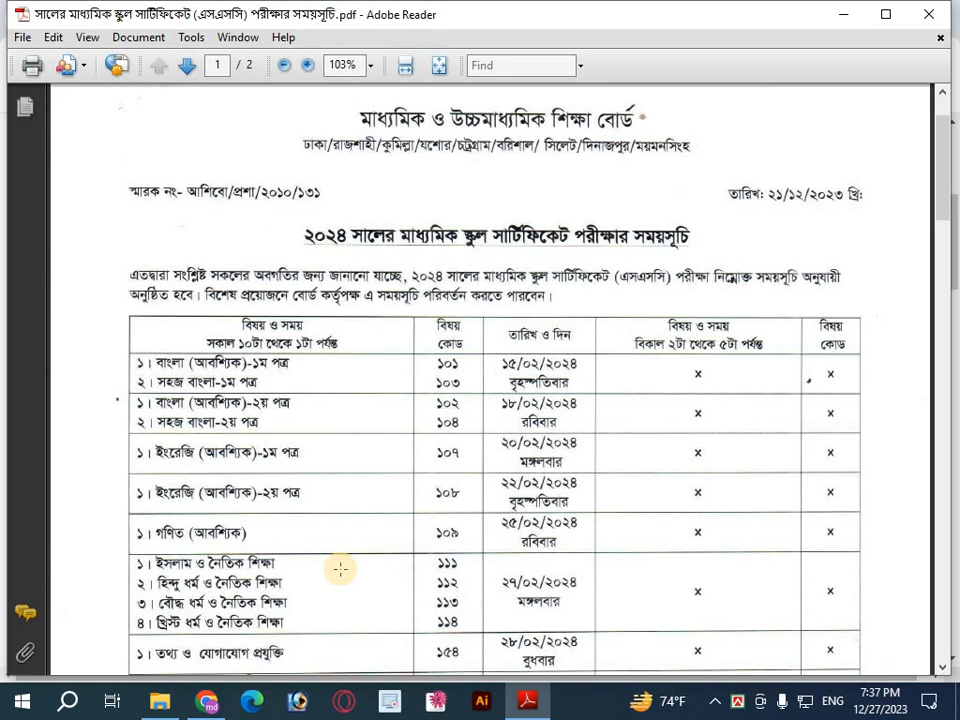 সালের মাধ্যমিক স্কুল সার্টিফিকেট (এসএসসি) পরীক্ষার সময়সূচি.pdf - Adobe Reader
File Edit View Document Tools Window Help
1 / 2 103% Find
মাধ্যমিক ও উচ্চমাধ্যমিক শিক্ষা বোর্ড
ঢাকা/রাজশাহী/কুমিল্লা/যশোর/চট্রগ্রাম/বরিশাল/ সিলেট/দিনাজপুর/ময়মনসিংহ
স্মারক নং- আশিবো/প্রশা/২০১০/১৩১ তারিখ: ২১/১২/২০২৩ খ্রি:
২০২৪ সালের মাধ্যমিক স্কুল সার্টিফিকেট পরীক্ষার সময়সূচি
এতদ্বারা সংশ্লিষ্ট সকলের অবগতির জন্য জানানো যাচ্ছে, ২০২৪ সালের মাধ্যমিক স্কুল সার্টিফিকেট (এসএসসি) পরীক্ষা নিম্নোক্ত সময়সূচি অনুযায়ী
অনুষ্ঠিত হবে। বিশেষ প্রয়োজনে বোর্ড কর্তৃপক্ষ এ সময়সূচি পরিবর্তন করতে পারবেন।
বিষয় ও সময় বিষয় তারিখ ও দিন বিষয় ও সময় বিষয়
সকাল ১০টা থেকে ১টা পর্যন্ত কোড বিকাল ২টা থেকে ৫টা পর্যন্ত কোড
১। বাংলা (আবশ্যিক)-১ম পত্র ১০১ ১৫/০২/২০২৪ x x
২। সহজ বাংলা-১ম পত্র ১০৩ বৃহস্পতিবার
১। বাংলা (আবশ্যিক)-২য় পত্র ১০২ ১৮/০২/২০২৪ x x
২। সহজ বাংলা-২য় পত্র ১০৪ রবিবার
১। ইংরেজি (আবশ্যিক)-১ম পত্র ১০৭ ২০/০২/২০২৪ x x
মঙ্গলবার
১। ইংরেজি (আবশ্যিক)-২য় পত্র ১০৮ ২২/০২/২০২৪ x x
বৃহস্পতিবার
১। গণিত (আবশ্যিক) ১০৯ ২৫/০২/২০২৪ x x
রবিবার
১। ইসলাম ও নৈতিক শিক্ষা ১১১
২। হিন্দু ধর্ম ও নৈতিক শিক্ষা ১১২ ২৭/০২/২০২৪ x x
৩। বৌদ্ধ ধর্ম ও নৈতিক শিক্ষা ১১৩ মঙ্গলবার
৪। খ্রিস্ট ধর্ম ও নৈতিক শিক্ষা ১১৪
১। তথ্য ও যোগাযোগ প্রযুক্তি ১৫৪ ২৮/০২/২০২৪ x x
বুধবার
md Ai 74°F ENG 7:37 PM
12/27/2023